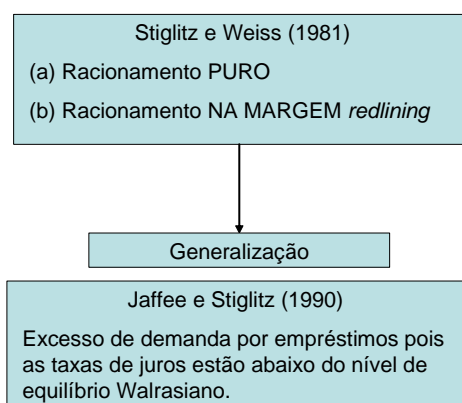 Stiglitz e Weiss (1981)
(a) Racionamento PURO
(b) Racionamento NA MARGEM redlining
Generalização
Jaffee e Stiglitz (1990)
Excesso de demanda por empréstimos pois
as taxas de juros estão abaixo do nível de
equilíbrio Walrasiano.